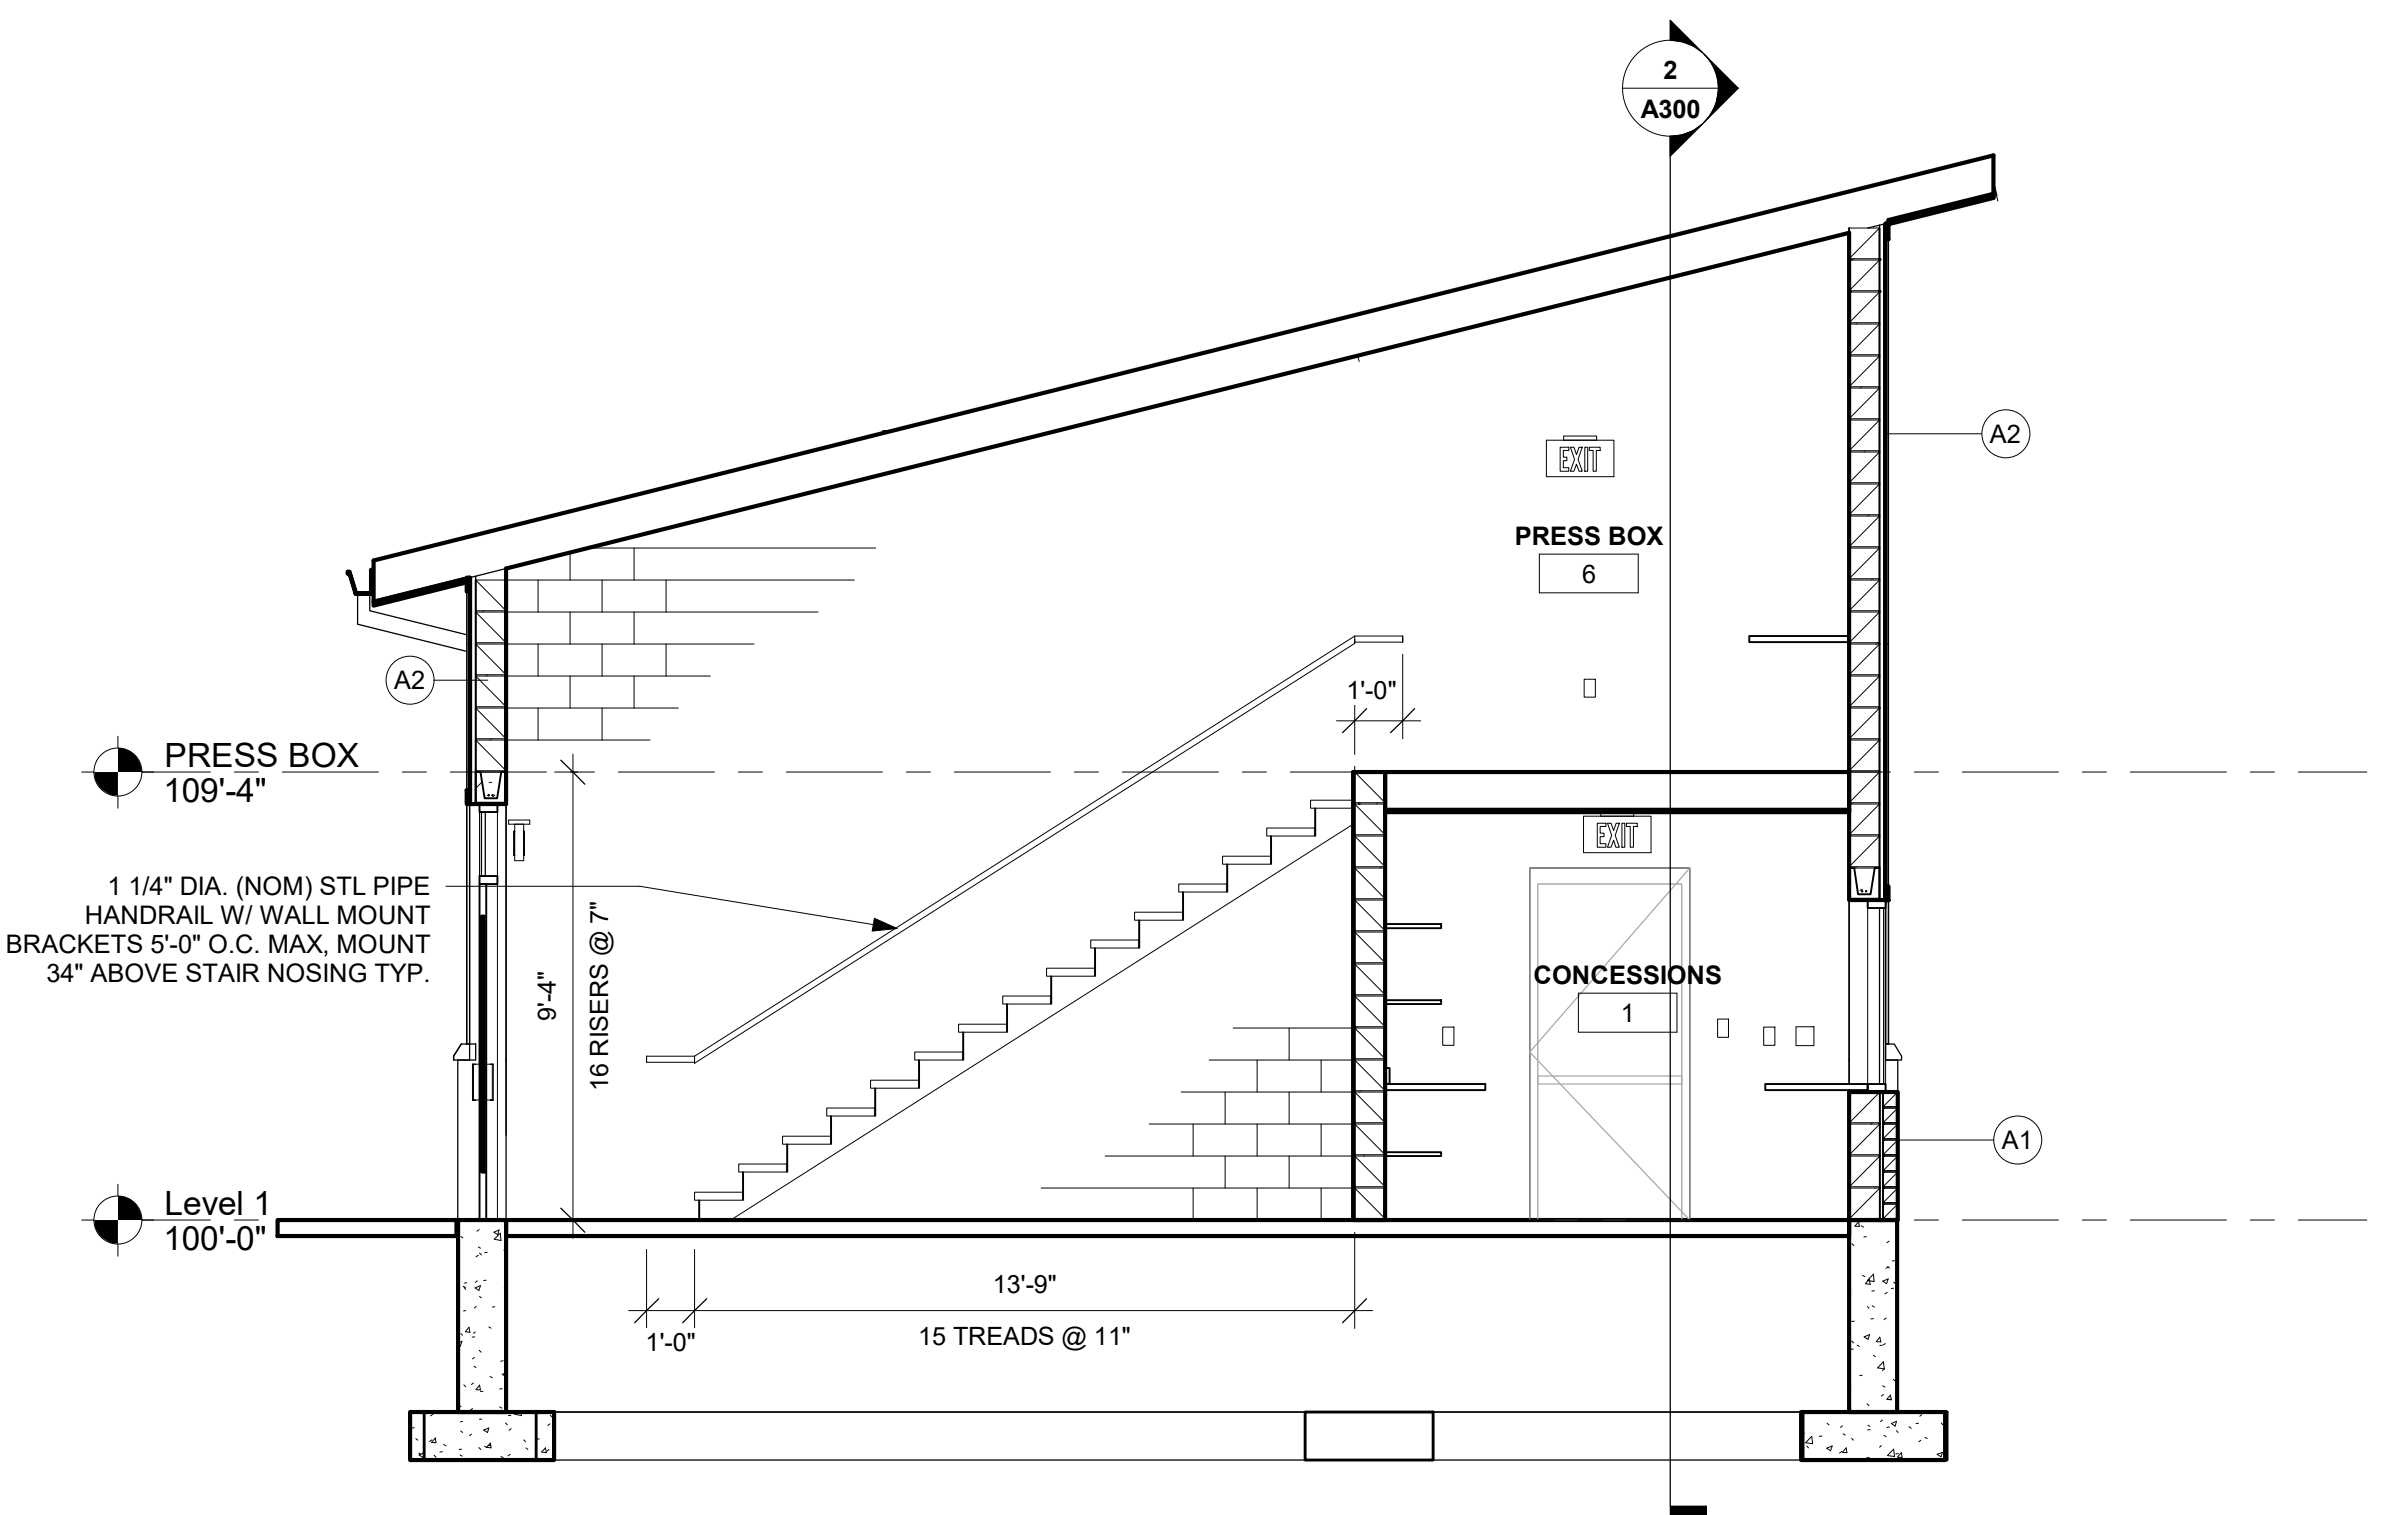 2
A300
EXIT
A2
PRESS BOX
6
A2
1'-0"
PRESS BOX
109'-4"
EXIT
1 1/4" DIA. (NOM) STL PIPE
HANDRAIL W/ WALL MOUNT
BRACKETS 5'-0" O.C. MAX, MOUNT
34" ABOVE STAIR NOSING TYP.
9'-4"
16 RISERS @ 7"
CONCESSIONS
1
A1
Level 1
100'-0"
13'-9"
1'-0"
15 TREADS @ 11"